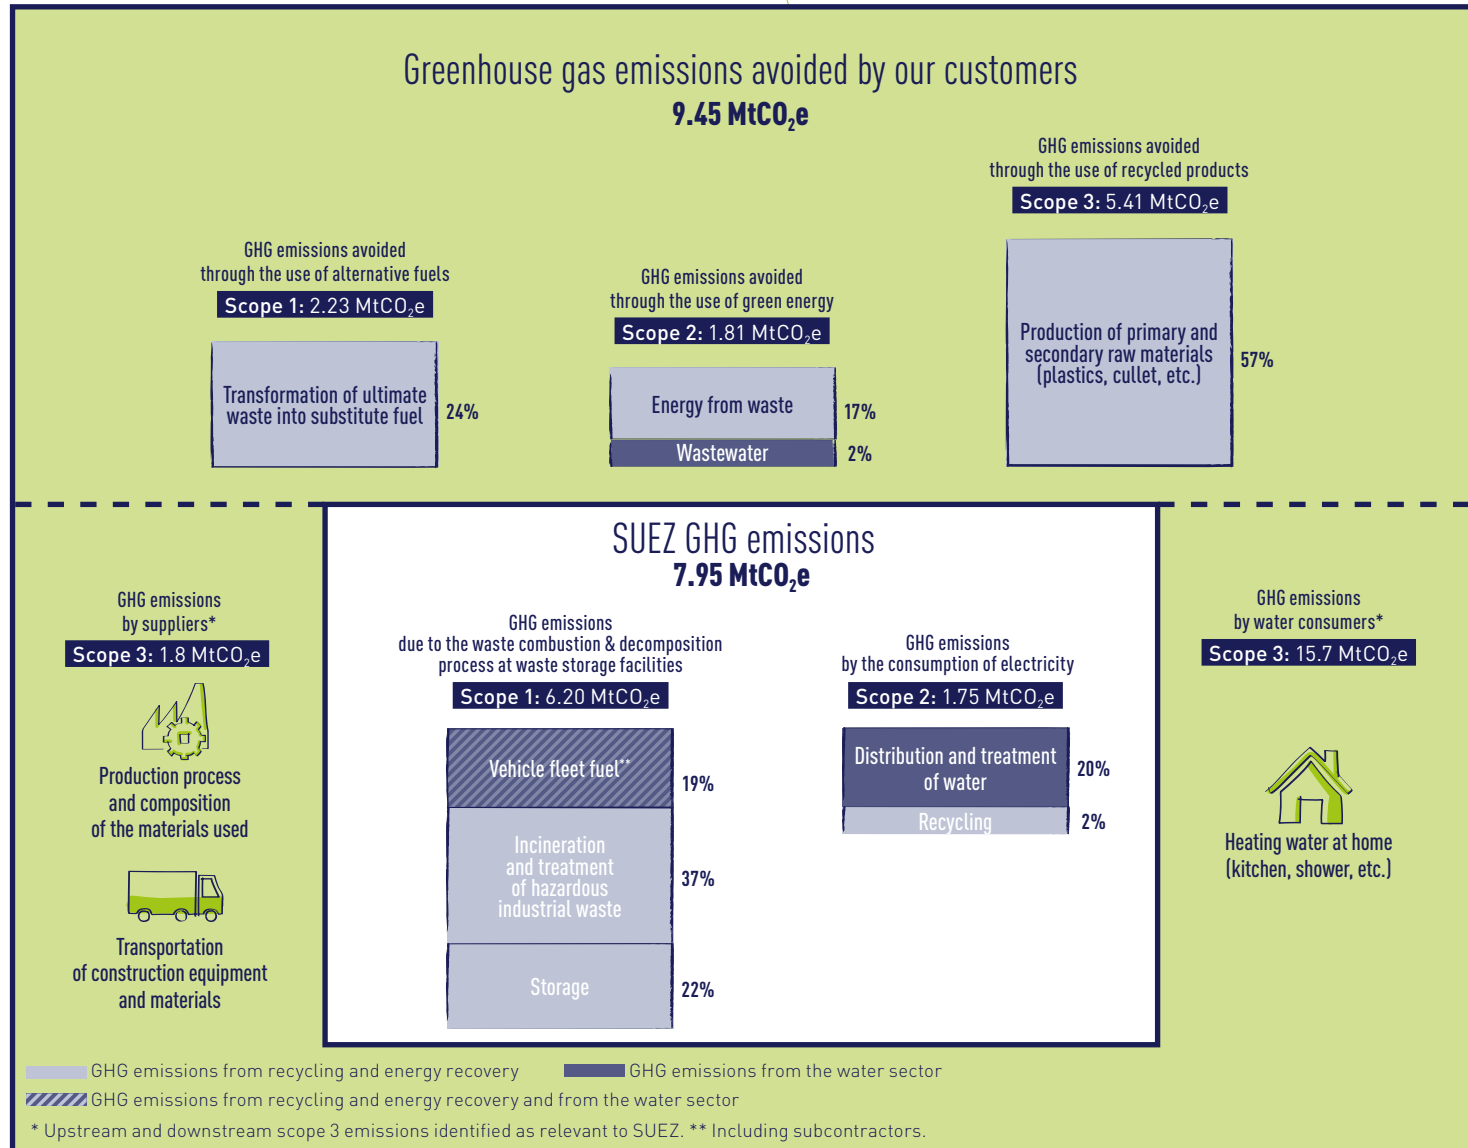 Greenhouse gas emissions avoided by our customers
9.45 MtCO₂e
GHG emissions avoided
through the use of alternative fuels
Scope 1: 2.23 MtCO₂e
Transformation of ultimate
waste into substitute fuel
24%
GHG emissions avoided
through the use of green energy
Scope 2: 1.81 MtCO₂e
Energy from waste
17%
Wastewater
2%
GHG emissions avoided
through the use of recycled products
Scope 3: 5.41 MtCO₂e
Production of primary and
secondary raw materials
(plastics, cullet, etc.)
57%
GHG emissions
by suppliers*
Scope 3: 1.8 MtCO₂e
Production process
and composition
of the materials used
Transportation
of construction equipment
and materials
SUEZ GHG emissions
7.95 MtCO₂e
GHG emissions
due to the waste combustion & decomposition
process at waste storage facilities
Scope 1: 6.20 MtCO₂e
Vehicle fleet fuel**
19%
Incineration
and treatment
of hazardous
industrial waste
37%
Storage
22%
GHG emissions
by the consumption of electricity
Scope 2: 1.75 MtCO₂e
Distribution and treatment
of water
20%
Recycling
2%
GHG emissions
by water consumers*
Scope 3: 15.7 MtCO₂e
Heating water at home
(kitchen, shower, etc.)
GHG emissions from recycling and energy recovery
GHG emissions from the water sector
GHG emissions from recycling and energy recovery and from the water sector
* Upstream and downstream scope 3 emissions identified as relevant to SUEZ. ** Including subcontractors.